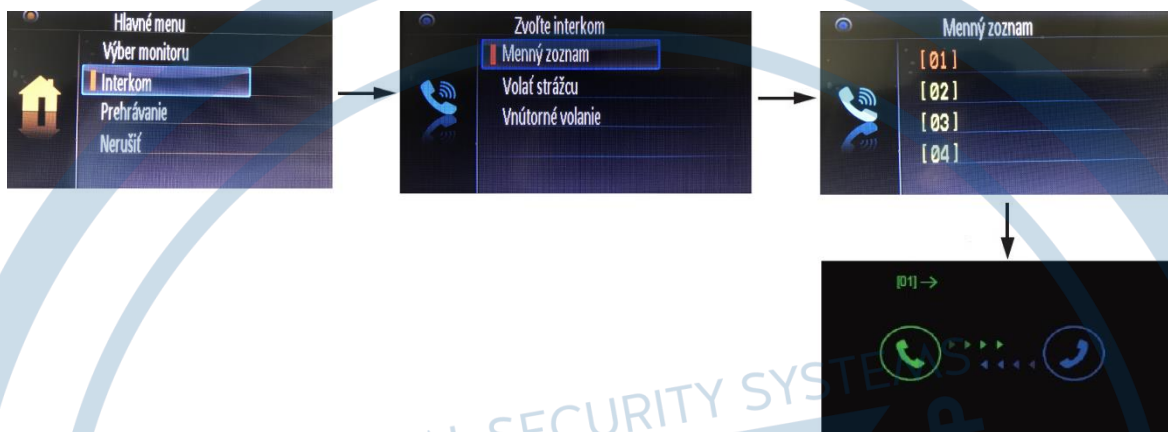 Hlavné menu
Výber monitoru
Interkom
Prehrávanie
Nerušiť
Zvoľte interkom
Menný zoznam
Volať strážcu
Vnútorné volanie
Menný zoznam
[01]
[02]
[03]
[04]
[01]→
SECURITY SYSTEMS